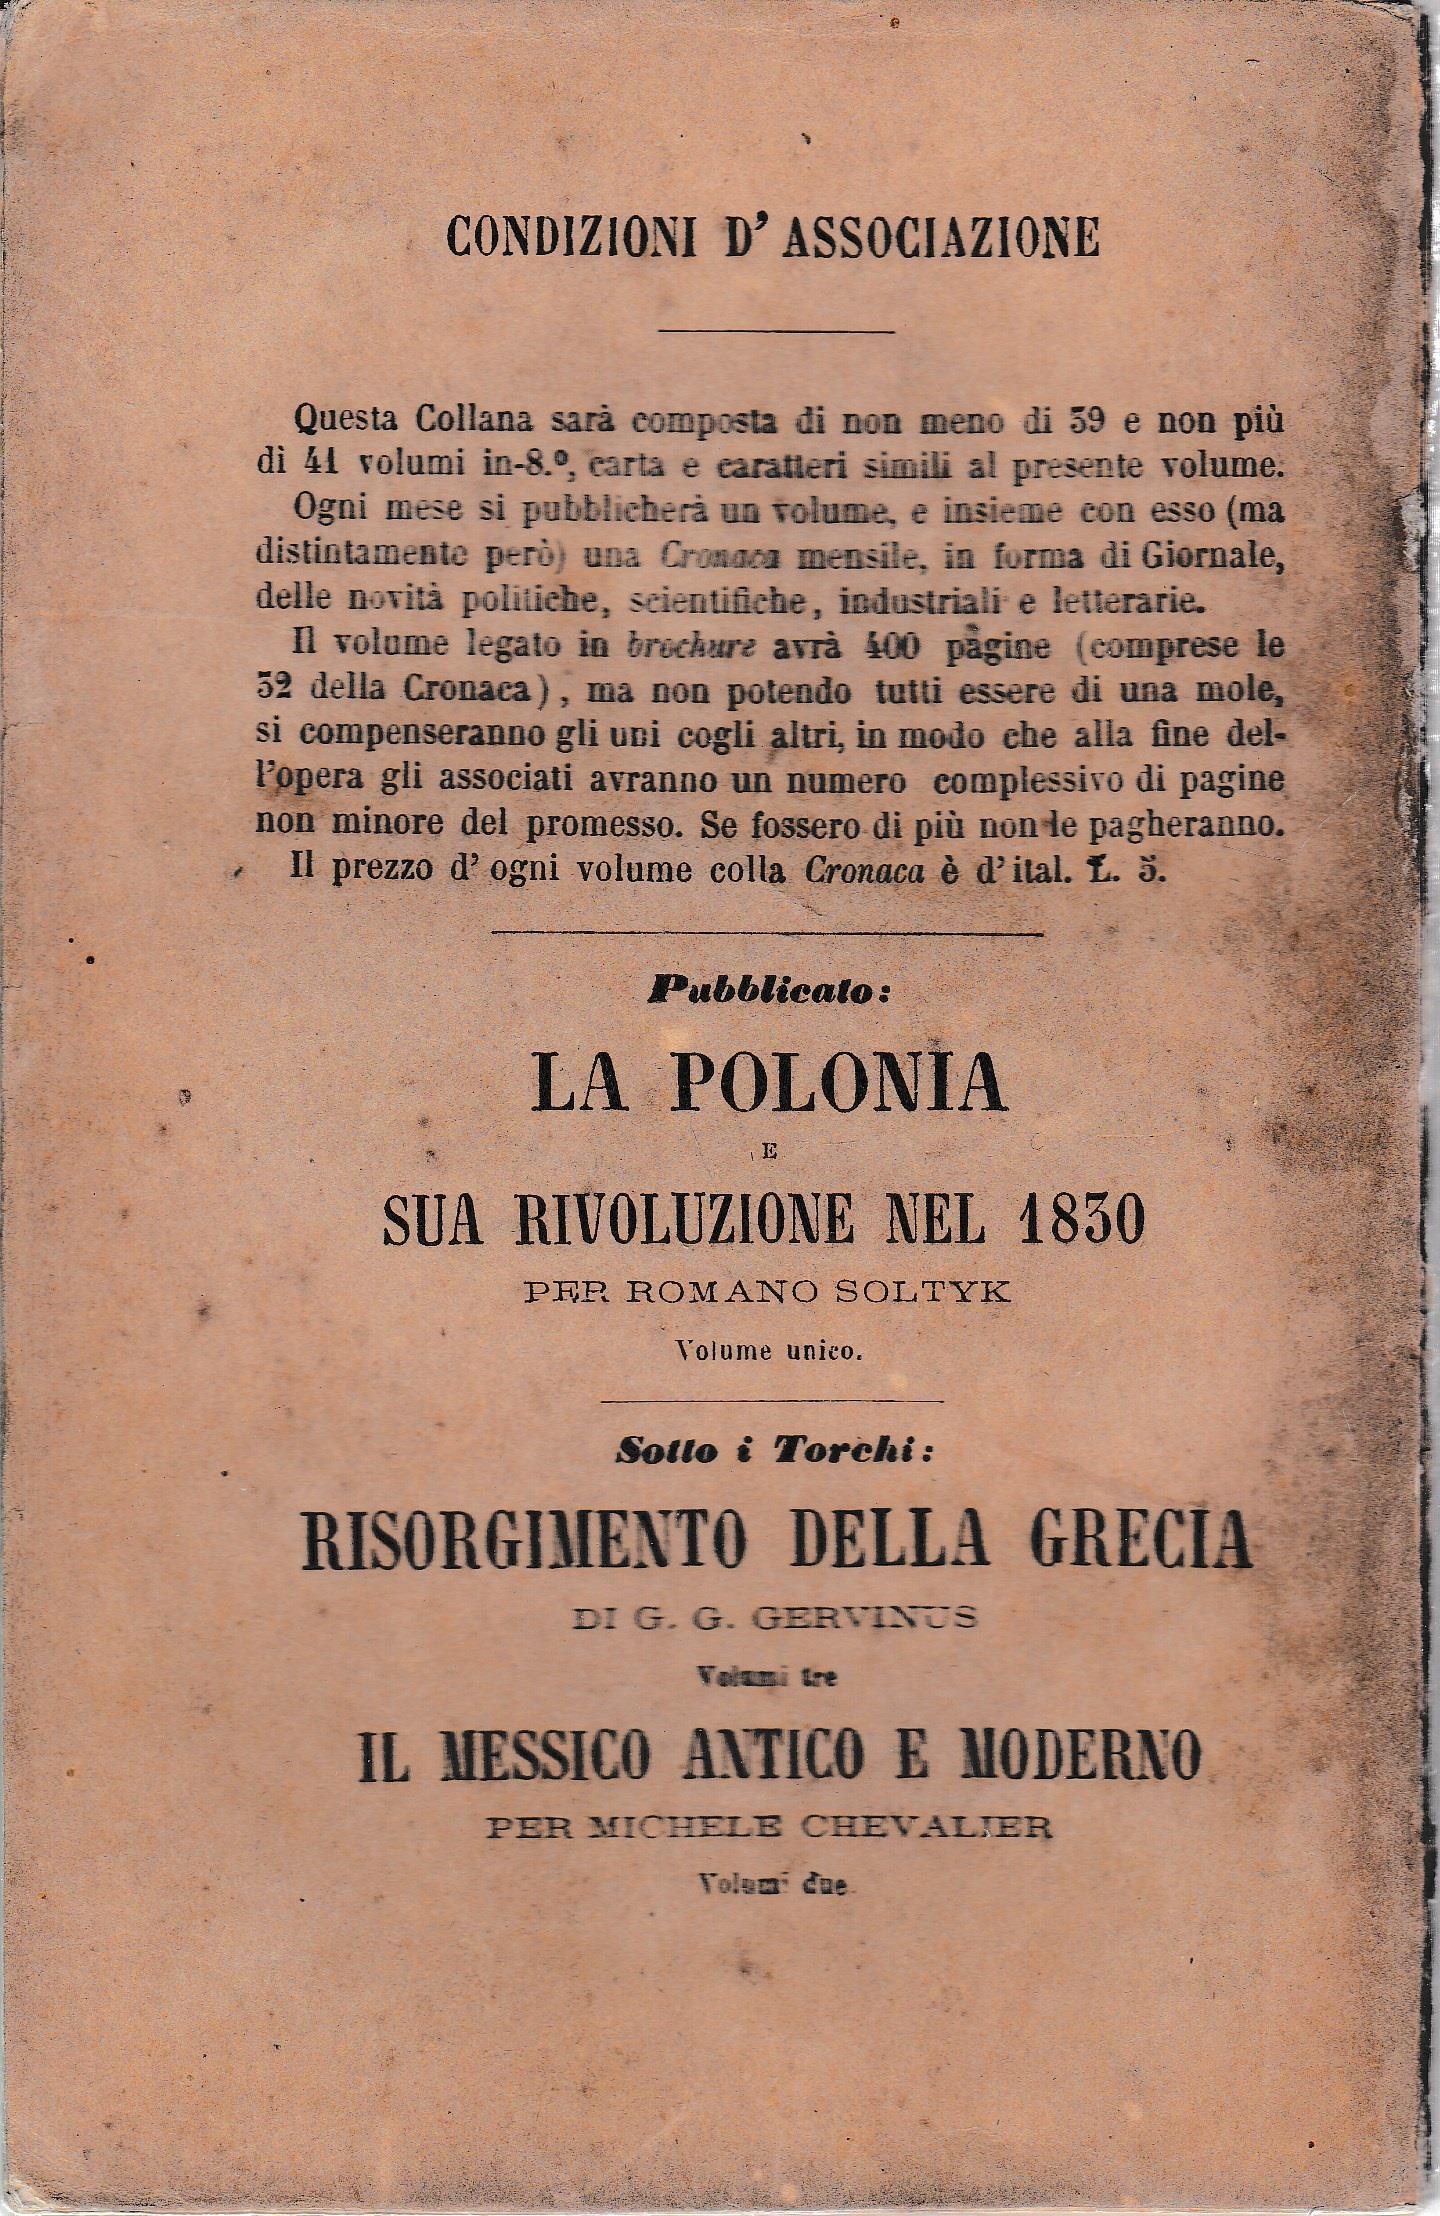 CONDIZIONI D' ASSOCIAZIONE
Questa Collana sarà composta di non meno di 39 e non più
dì 41 volumi in-8.º, carta e caratteri simili al presente volume.
Ogni mese si pubblicherà un volume, e insieme con esso (ma
distintamente però) una Cronaca mensile, in forma di Giornale,
delle novità politiche, scientifiche, industriali e letterarie.
Il volume legato in brochure avrà 400 pagine (comprese le
32 della Cronaca), ma non potendo tutti essere di una mole,
si compenseranno gli uni cogli altri, in modo che alla fine del-
l'opera gli associati avranno un numero complessivo di pagine
non minore del promesso. Se fossero di più non le pagheranno.
Il prezzo d' ogni volume colla Cronaca è d' ital. L. 5.
Pubblicato:
LA POLONIA
E
SUA RIVOLUZIONE NEL 1830
PER ROMANO SOLTYK
Volume unico.
Sotto i Torchi:
RISORGIMENTO DELLA GRECIA
DI G. G. GERVINUS
Volumi tre
IL MESSICO ANTICO E MODERNO
PER MICHELE CHEVALIER
Volumi due.